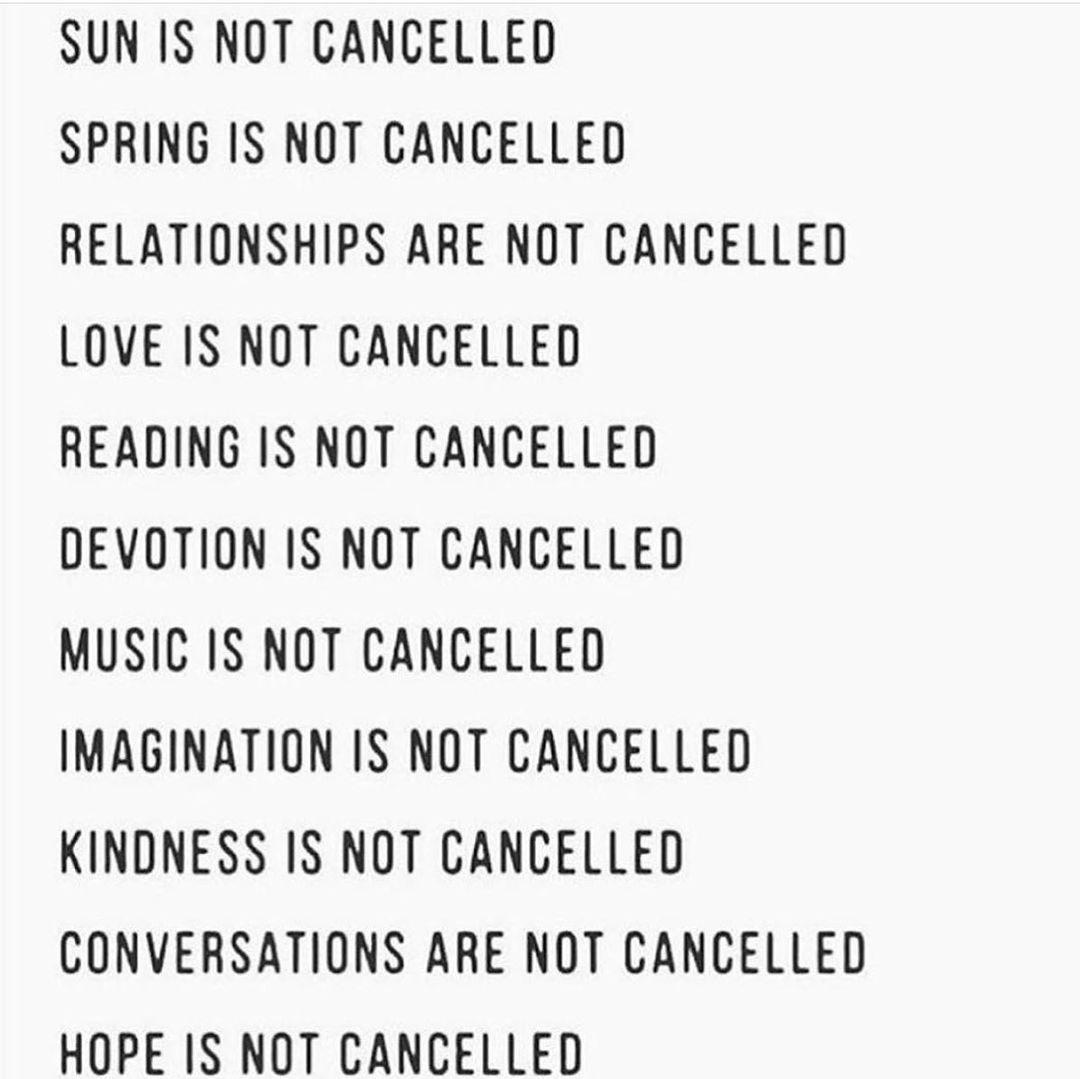 SUN IS NOT CANCELLED
SPRING IS NOT CANCELLED
RELATIONSHIPS ARE NOT CANCELLED
LOVE IS NOT CANCELLED
READING IS NOT CANCELLED
DEVOTION IS NOT CANCELLED
MUSIC IS NOT CANCELLED
IMAGINATION IS NOT CANCELLED
KINDNESS IS NOT CANCELLED
CONVERSATIONS ARE NOT CANCELLED
HOPE IS NOT CANCELLED